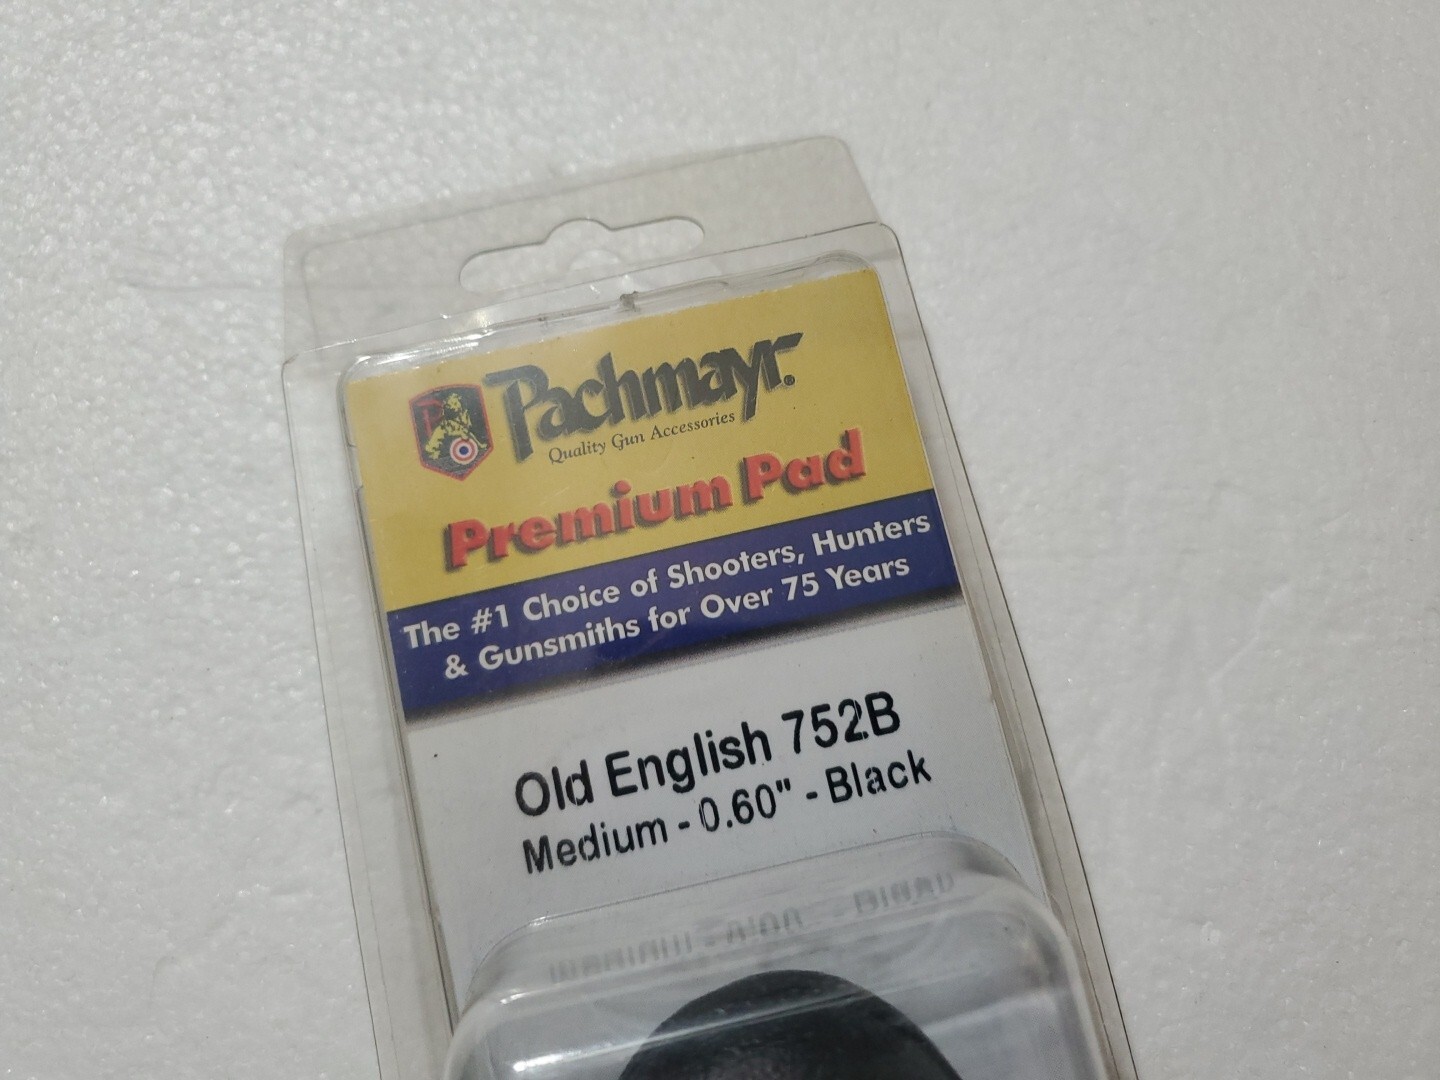 Pachmayr®
Quality Gun Accessories
Premium Pad
The #1 Choice of Shooters, Hunters
& Gunsmiths for Over 75 Years
Old English 752B
Medium - 0.60" - Black